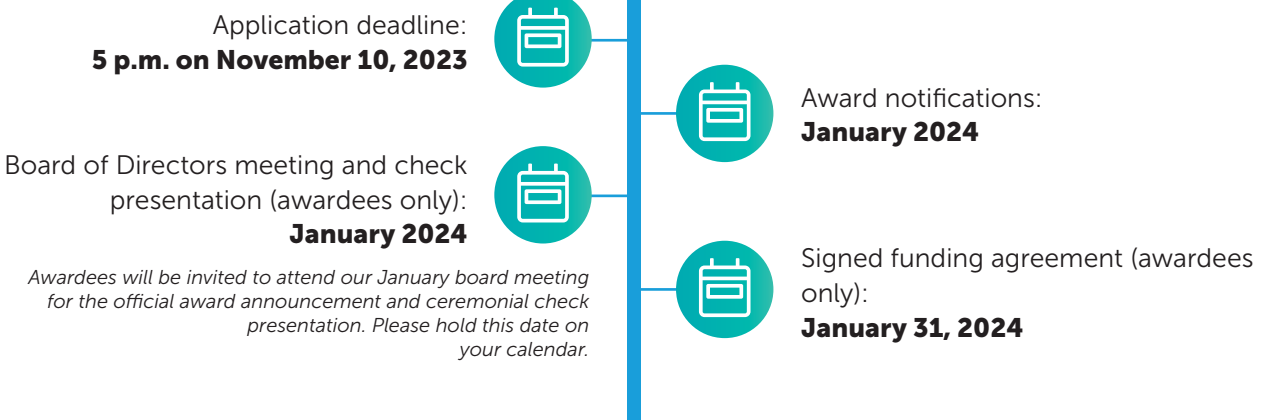 Application deadline:
5 p.m. on November 10, 2023
Award notifications:
January 2024
Board of Directors meeting and check
presentation (awardees only):
January 2024
Awardees will be invited to attend our January board meeting
for the official award announcement and ceremonial check
presentation. Please hold this date on
your calendar.
Signed funding agreement (awardees
only):
January 31, 2024